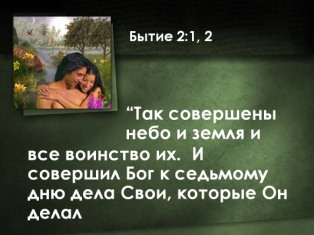 Бытие 2:1, 2
“Так совершены
небо и земля и
все воинство их.  И
совершил Бог к седьмому
дню дела Свои, которые Он
делал